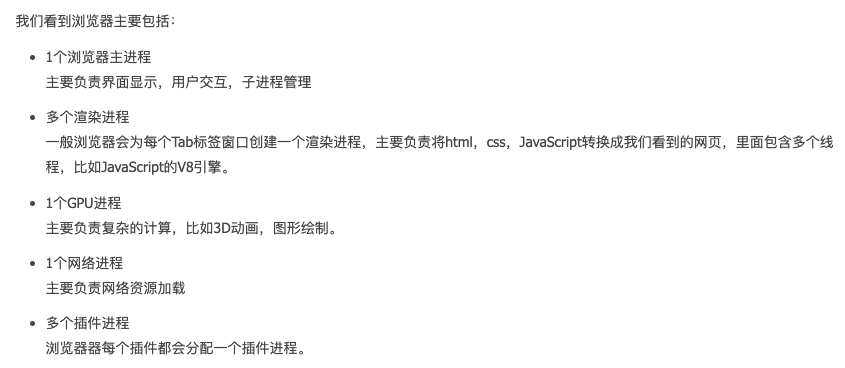 我们看到浏览器主要包括：
1个浏览器主进程
主要负责界面显示，用户交互，子进程管理
多个渲染进程
一般浏览器会为每个Tab标签窗口创建一个渲染进程，主要负责将html，css，JavaScript转换成我们看到的网页，里面包含多个线
程，比如JavaScript的V8引擎。
1个GPU进程
主要负责复杂的计算，比如3D动画，图形绘制。
1个网络进程
主要负责网络资源加载
多个插件进程
浏览器器每个插件都会分配一个插件进程。